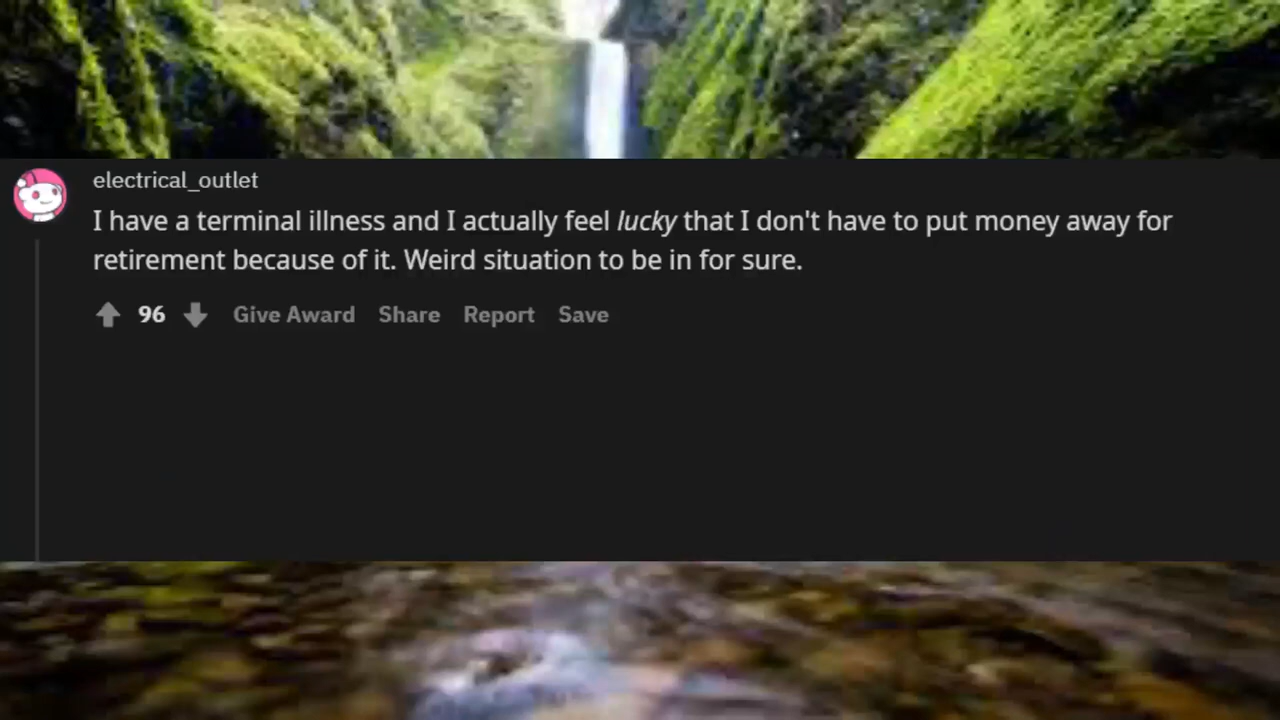 electrical_outlet
I have a terminal illness and I actually feel lucky that I don't have to put money away for
retirement because of it. Weird situation to be in for sure.
96 Give Award Share Report Save